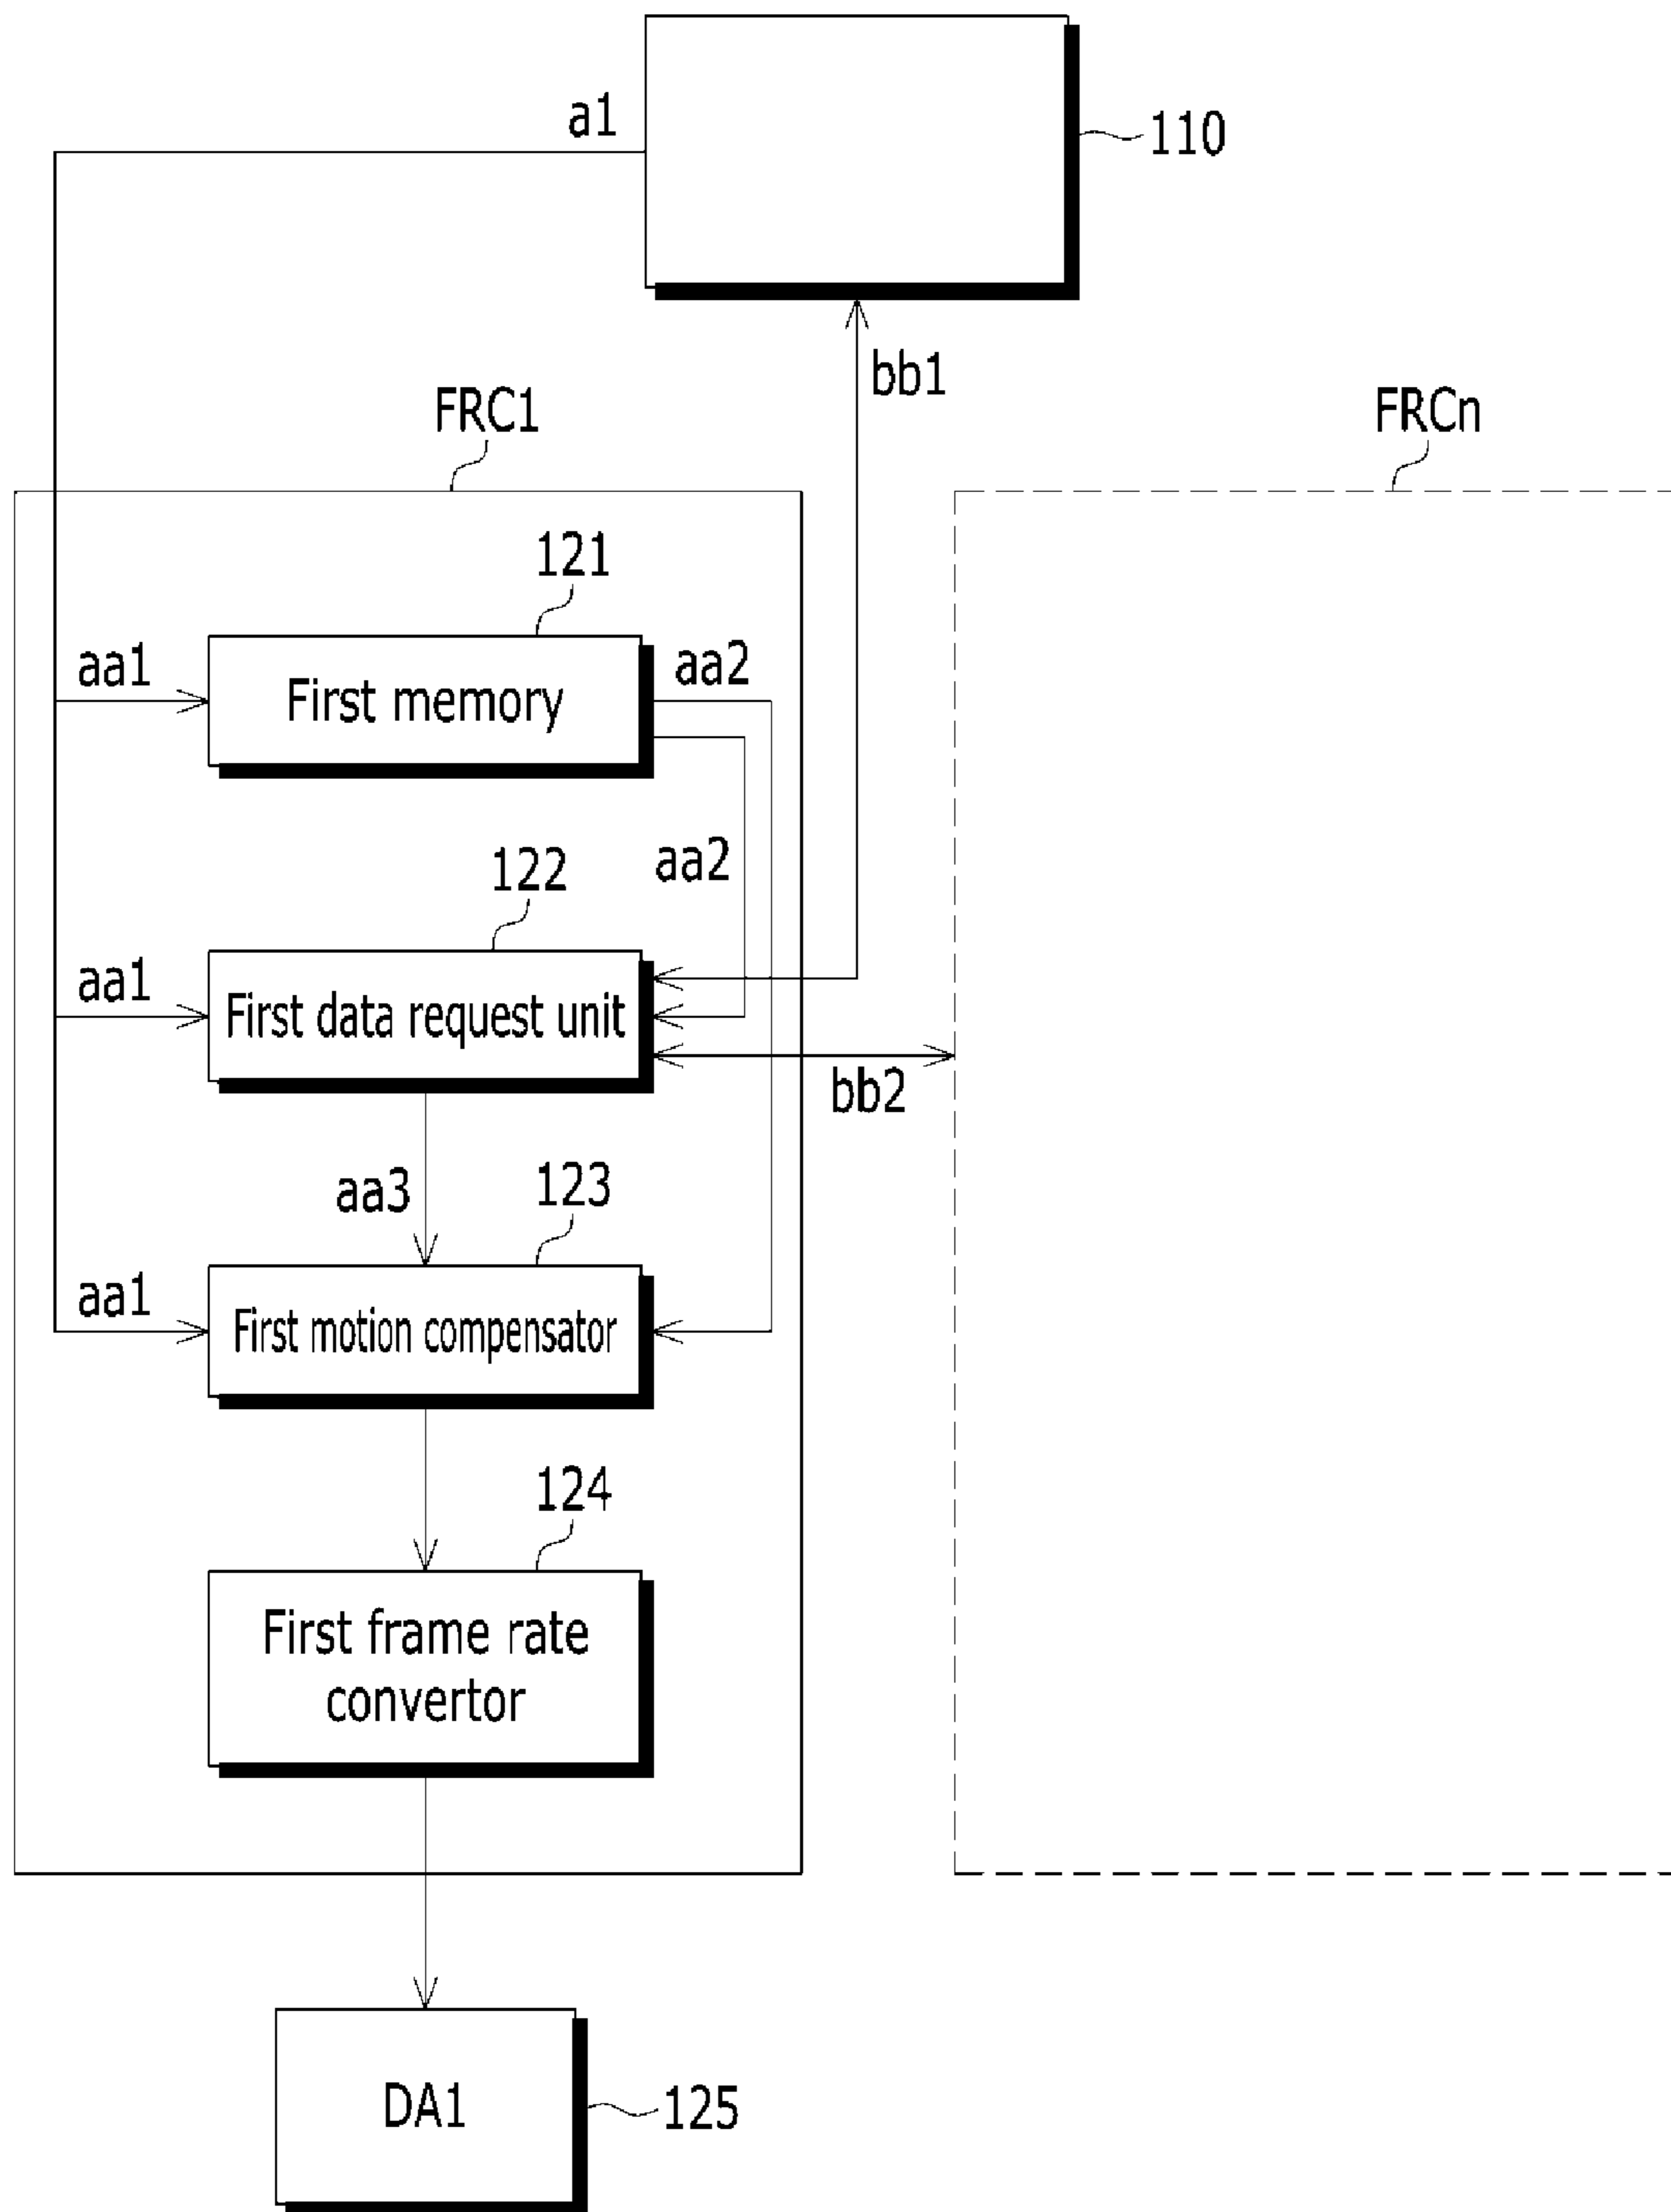 a1
110
bb1
FRC1
FRCn
121
aa1
First memory
aa2
aa2
122
aa1
First data request unit
bb2
aa3
123
aa1
First motion compensator
124
First frame rate
convertor
DA1
125